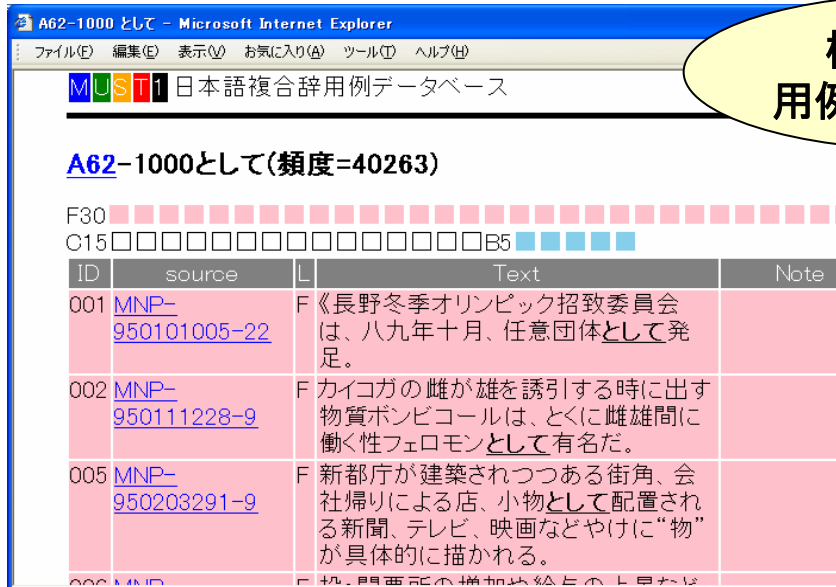 A62-1000 として - Microsoft Internet Explorer
ファイル(F) 編集(E) 表示(V) お気に入り(A) ツール(T) ヘルプ(H)
用例
MUST1 日本語複合辞用例データベース
A62-1000として(頻度=40263)
F30
C15 B5
ID source L Text Note
001 MNP-950101005-22 F 《長野冬季オリンピック招致委員会
は、八九年十月、任意団体として発
足。
002 MNP-950111228-9 F カイコガの雌が雄を誘引する時に出す
物質ボンビコールは、とくに雌雄間に
働く性フェロモンとして有名だ。
005 MNP-950203291-9 F 新都庁が建築されつつある街角、会
社帰りによる店、小物として配置され
る新聞、テレビ、映画などやけに“物”
が具体的に描かれる。